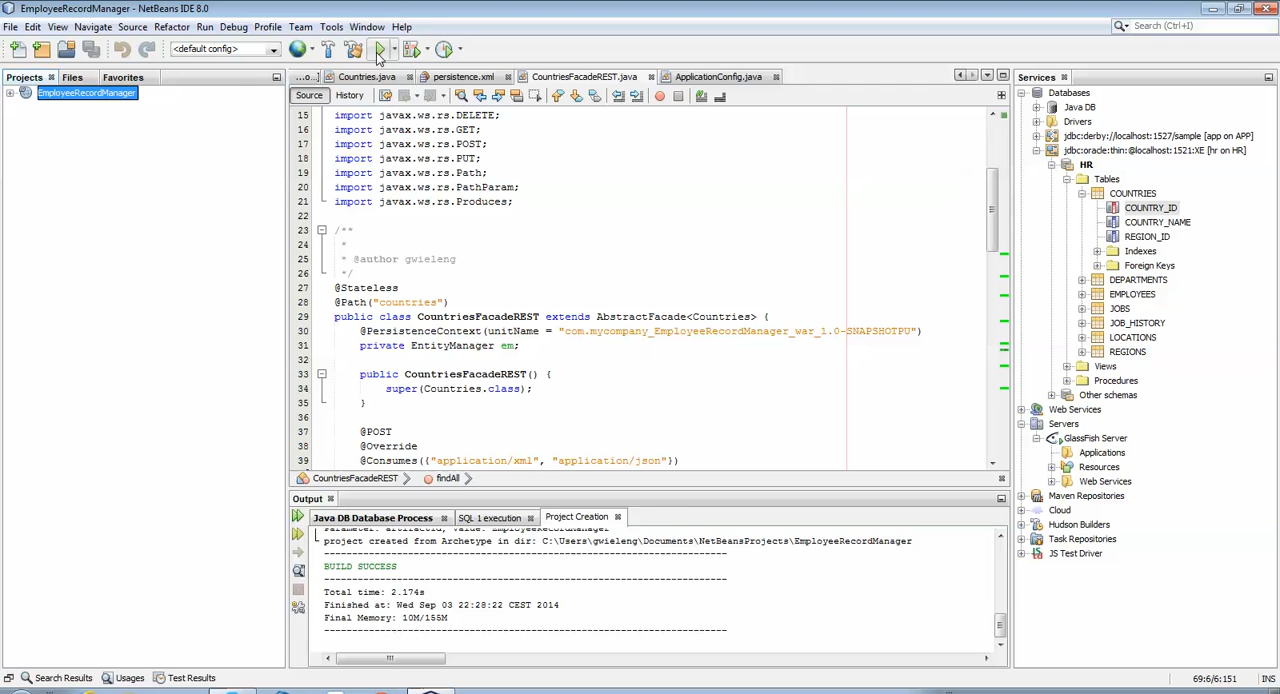 EmployeeRecordManager - NetBeans IDE 8.0
File Edit View Navigate Source Refactor Run Debug Profile Team Tools Window Help
Search (Ctrl+I)
<default config>
Projects Files Favorites
...o...] Countries.java persistence.xml CountriesFacadeREST.java ApplicationConfig.java
Services
EmployeeRecordManager
Source History
15 import javax.ws.rs.DELETE;
16 import javax.ws.rs.GET;
17 import javax.ws.rs.POST;
18 import javax.ws.rs.PUT;
19 import javax.ws.rs.Path;
20 import javax.ws.rs.PathParam;
21 import javax.ws.rs.Produces;
22
23 /**
24 *
25 * @author gwieleng
26 */
27 @Stateless
28 @Path("countries")
29 public class CountriesFacadeREST extends AbstractFacade<Countries> {
30 @PersistenceContext(unitName = "com.mycompany_EmployeeRecordManager_war_1.0-SNAPSHOTPU")
31 private EntityManager em;
32
33 public CountriesFacadeREST() {
34 super(Countries.class);
35 }
36
37 @POST
38 @Override
39 @Consumes({"application/xml", "application/json"})
CountriesFacadeREST findAll
Databases
Java DB
Drivers
jdbc:derby://localhost:1527/sample [app on APP]
jdbc:oracle:thin:@localhost:1521:XE [hr on HR]
HR
Tables
COUNTRIES
COUNTRY_ID
COUNTRY_NAME
REGION_ID
Indexes
Foreign Keys
DEPARTMENTS
EMPLOYEES
JOBS
JOB_HISTORY
LOCATIONS
REGIONS
Views
Procedures
Other schemas
Web Services
Servers
GlassFish Server
Applications
Resources
Web Services
Maven Repositories
Cloud
Hudson Builders
Task Repositories
JS Test Driver
Output
Java DB Database Process SQL 1 execution Project Creation
parameter: artifactId, value: EmployeeRecordManager
project created from Archetype in dir: C:\Users\gwieleng\Documents\NetBeansProjects\EmployeeRecordManager
------------------------------------------------------------------------
BUILD SUCCESS
------------------------------------------------------------------------
Total time: 2.174s
Finished at: Wed Sep 03 22:28:22 CEST 2014
Final Memory: 10M/155M
------------------------------------------------------------------------
Search Results Usages Test Results
69:6/6:151 INS